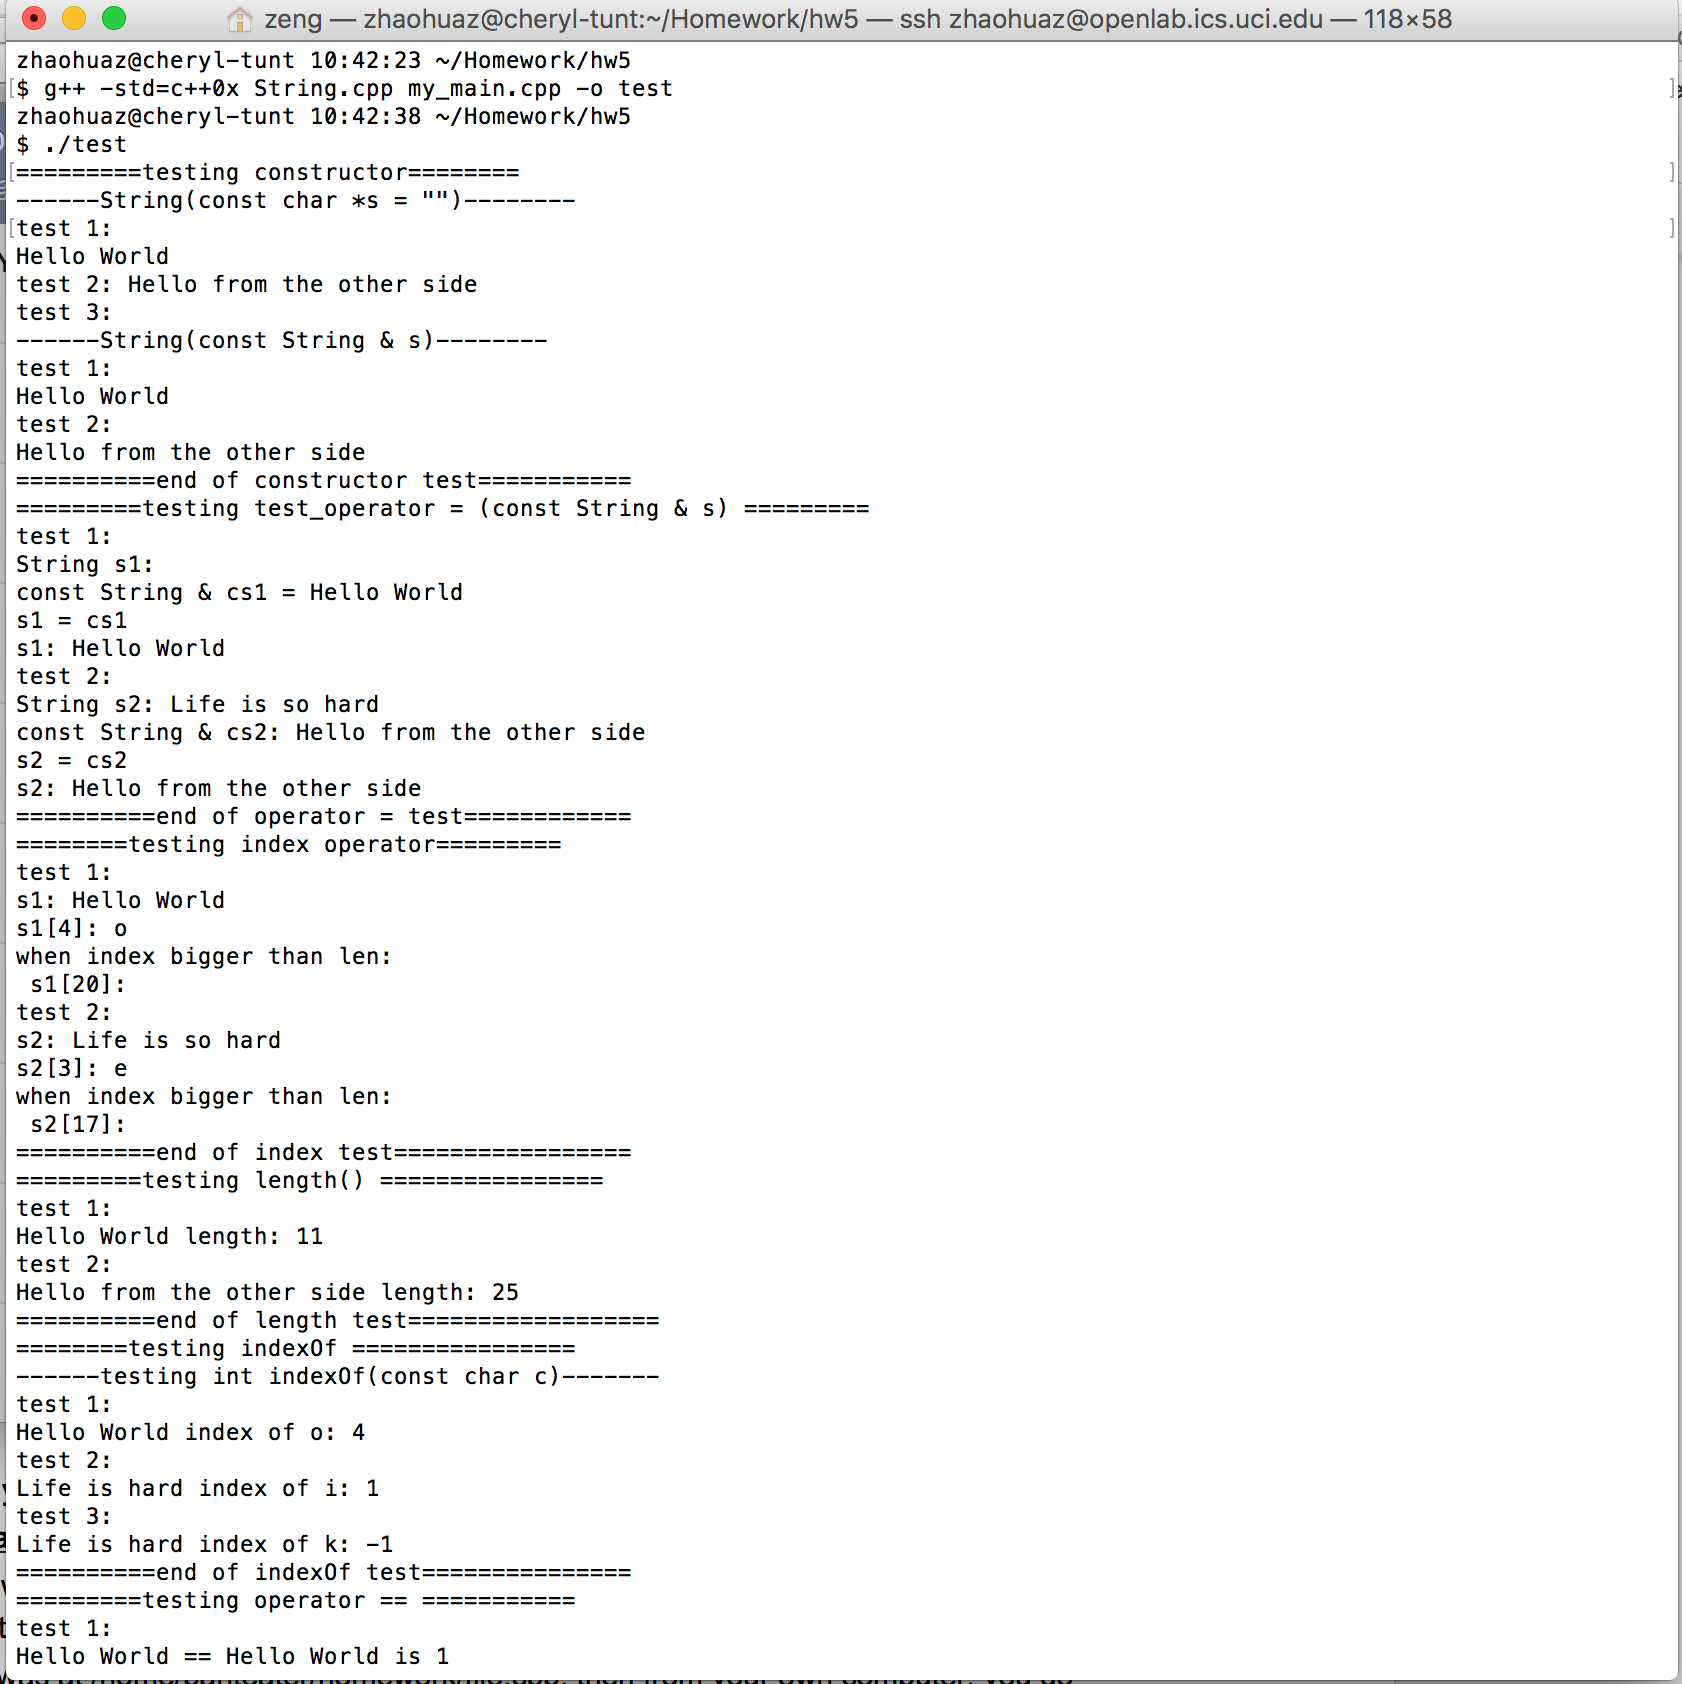 zeng — zhaohuaz@cheryl-tunt:~/Homework/hw5 — ssh zhaohuaz@openlab.ics.uci.edu — 118×58
zhaohuaz@cheryl-tunt 10:42:23 ~/Homework/hw5
[$ g++ -std=c++0x String.cpp my_main.cpp -o test ]
zhaohuaz@cheryl-tunt 10:42:38 ~/Homework/hw5
$ ./test
[=========testing constructor======== ]
------String(const char *s = "")--------
[test 1: ]
Hello World
test 2: Hello from the other side
test 3:
------String(const String & s)--------
test 1:
Hello World
test 2:
Hello from the other side
==========end of constructor test===========
=========testing test_operator = (const String & s) =========
test 1:
String s1:
const String & cs1 = Hello World
s1 = cs1
s1: Hello World
test 2:
String s2: Life is so hard
const String & cs2: Hello from the other side
s2 = cs2
s2: Hello from the other side
==========end of operator = test============
========testing index operator=========
test 1:
s1: Hello World
s1[4]: o
when index bigger than len:
 s1[20]:
test 2:
s2: Life is so hard
s2[3]: e
when index bigger than len:
 s2[17]:
==========end of index test=================
=========testing length() ================
test 1:
Hello World length: 11
test 2:
Hello from the other side length: 25
==========end of length test==================
========testing indexOf ================
------testing int indexOf(const char c)-------
test 1:
Hello World index of o: 4
test 2:
Life is hard index of i: 1
test 3:
Life is hard index of k: -1
==========end of indexOf test===============
=========testing operator == ===========
test 1:
Hello World == Hello World is 1